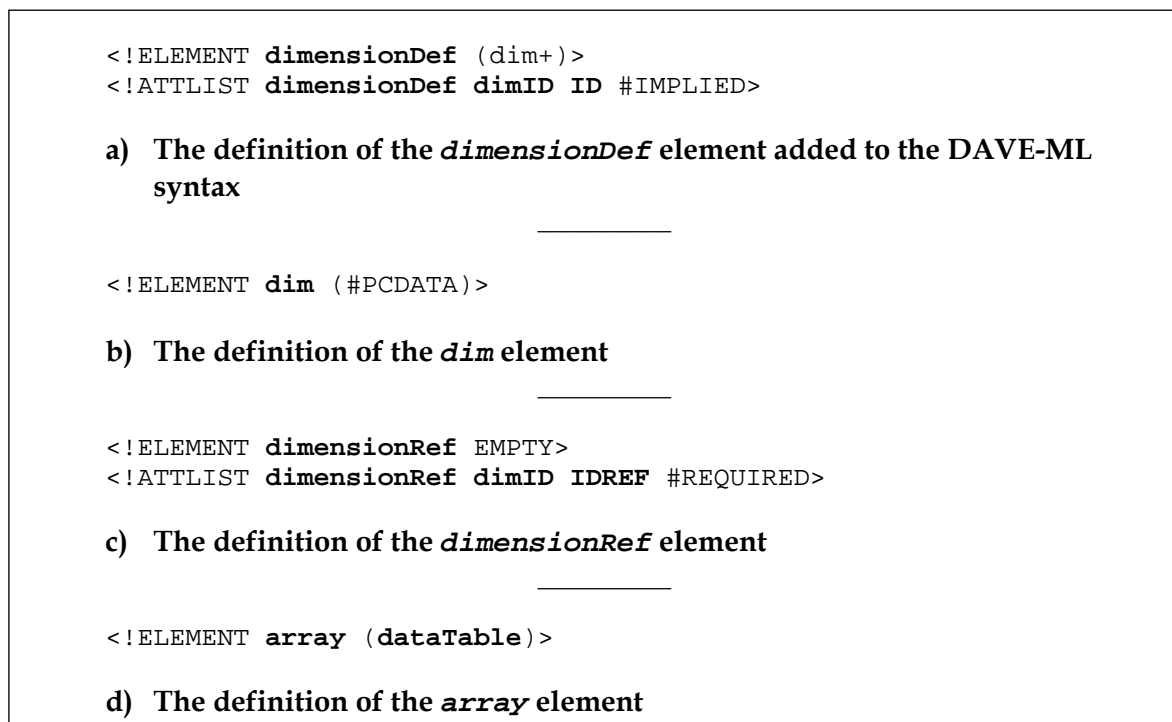 <!ELEMENT dimensionDef (dim+)>
<!ATTLIST dimensionDef dimID ID #IMPLIED>
a) The definition of the dimensionDef element added to the DAVE-ML
syntax
<!ELEMENT dim (#PCDATA)>
b) The definition of the dim element
<!ELEMENT dimensionRef EMPTY>
<!ATTLIST dimensionRef dimID IDREF #REQUIRED>
c) The definition of the dimensionRef element
<!ELEMENT array (dataTable)>
d) The definition of the array element